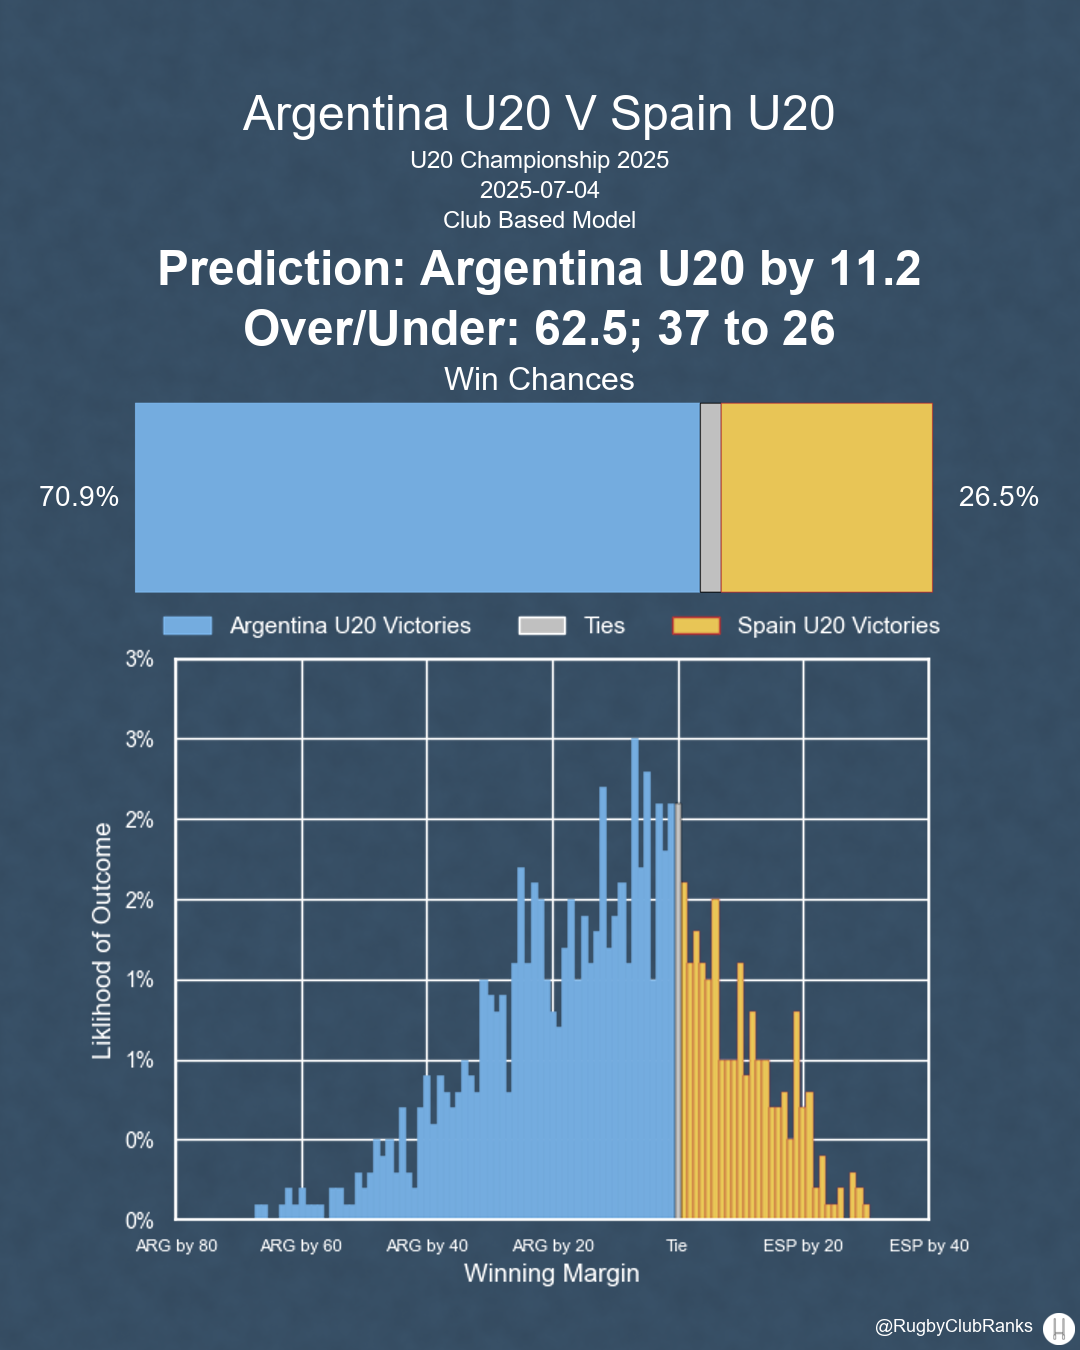 Argentina U20 V Spain U20
U20 Championship 2025
2025-07-04
Club Based Model
Prediction: Argentina U20 by 11.2
Over/Under: 62.5; 37 to 26
Win Chances
70.9%
26.5%
Argentina U20 Victories
Ties
Spain U20 Victories
3%
3%
2%
2%
1%
1%
0%
0%
Liklihood of Outcome
ARG by 80
ARG by 60
ARG by 40
ARG by 20
Tie
ESP by 20
ESP by 40
Winning Margin
@RugbyClubRanks